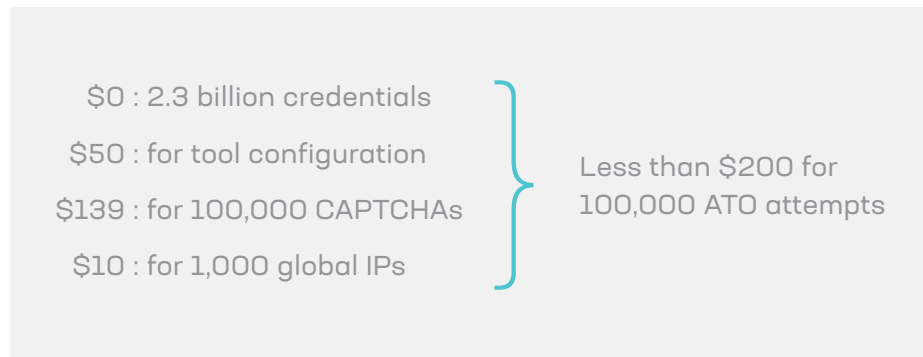 $0 : 2.3 billion credentials
$50 : for tool configuration
$139 : for 100,000 CAPTCHAs
$10 : for 1,000 global IPs
Less than $200 for
100,000 ATO attempts